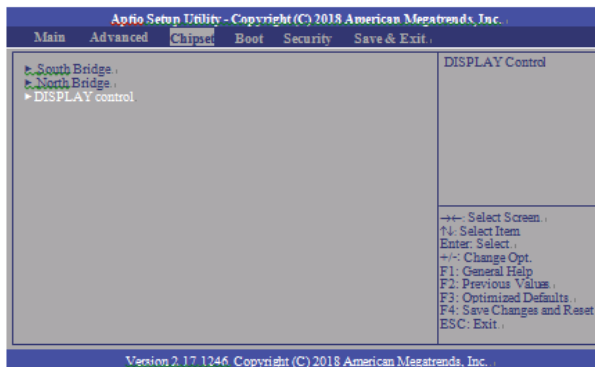 Aptio Setup Utility - Copyright (C) 2018 American Megatrends, Inc.
Main Advanced Chipset Boot Security Save & Exit
► South Bridge
► North Bridge
► DISPLAY control
DISPLAY Control
→←: Select Screen
↑↓: Select Item
Enter: Select
+/-: Change Opt.
F1: General Help
F2: Previous Values
F3: Optimized Defaults
F4: Save Changes and Reset
ESC: Exit
Version 2.17.1246. Copyright (C) 2018 American Megatrends, Inc.